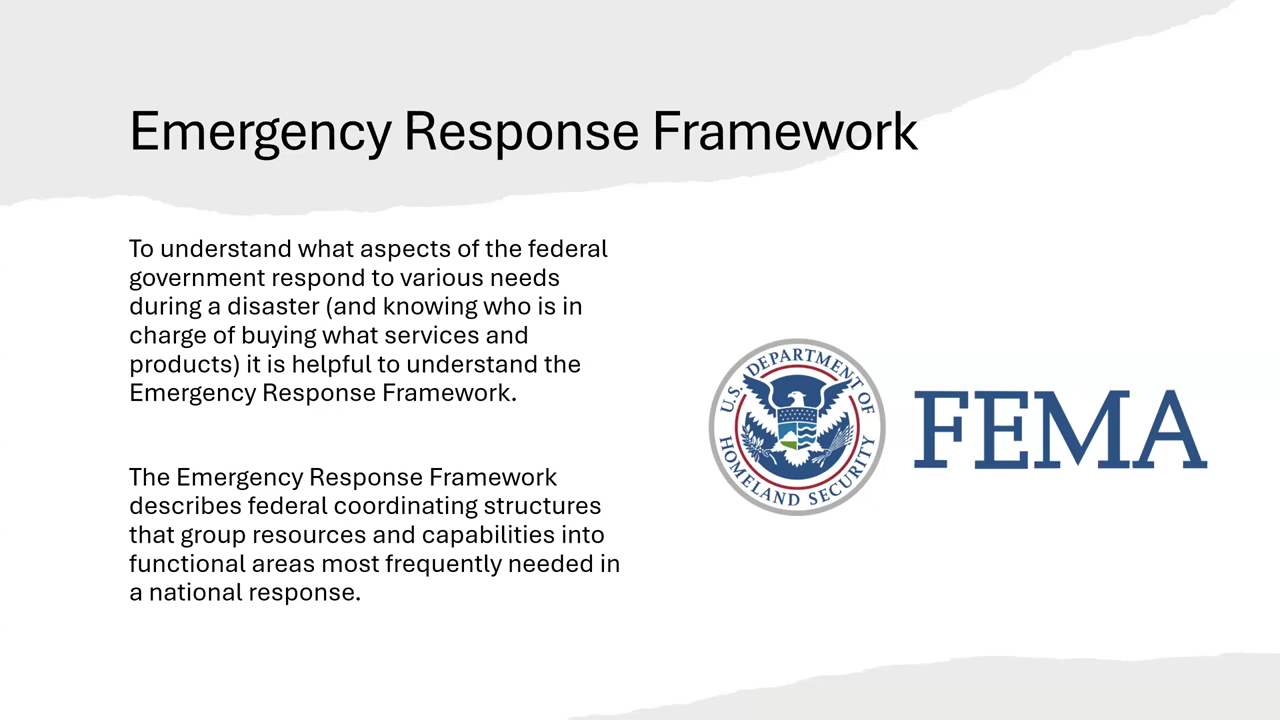 Emergency Response Framework
To understand what aspects of the federal
government respond to various needs
during a disaster (and knowing who is in
charge of buying what services and
products) it is helpful to understand the
Emergency Response Framework.
The Emergency Response Framework
describes federal coordinating structures
that group resources and capabilities into
functional areas most frequently needed in
a national response.
U.S. DEPARTMENT OF
HOMELAND SECURITY
FEMA